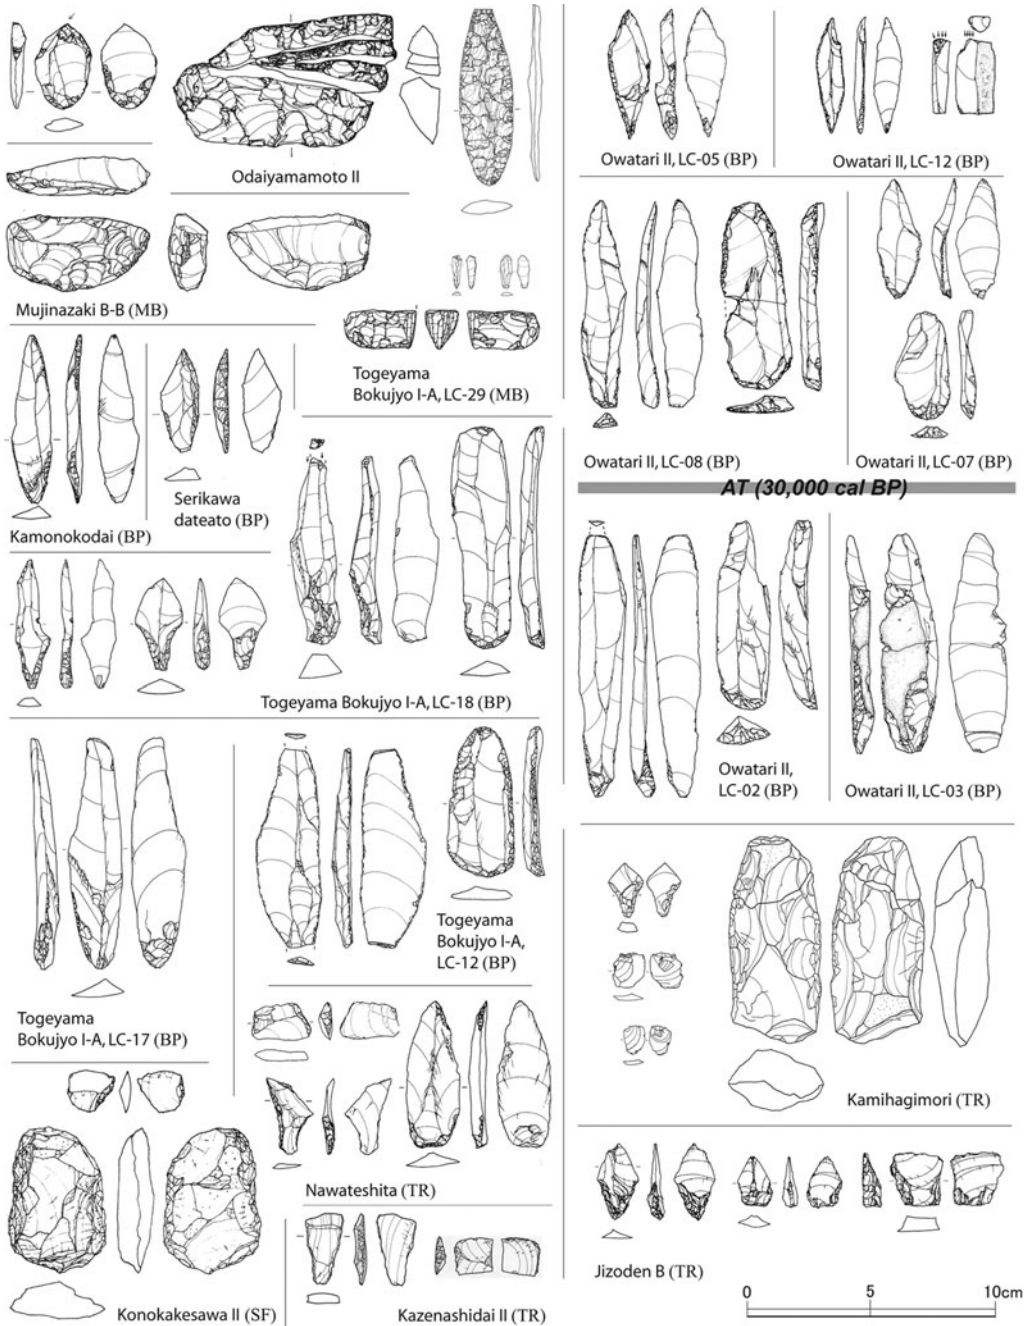 Odaiyamamoto II
Mujinazaki B-B (MB)
Togeyama
Bokujyo I-A, LC-29 (MB)
Kamonokodai (BP)
Serikawa
dateato (BP)
Togeyama Bokujyo I-A, LC-18 (BP)
Togeyama
Bokujyo I-A, LC-17 (BP)
Togeyama
Bokujyo I-A,
LC-12 (BP)
Nawateshita (TR)
Konokakesawa II (SF)
Kazenashidai II (TR)
Owatari II, LC-05 (BP)
Owatari II, LC-12 (BP)
Owatari II, LC-08 (BP)
Owatari II, LC-07 (BP)
AT (30,000 cal BP)
Owatari II,
LC-02 (BP)
Owatari II, LC-03 (BP)
Kamihagimori (TR)
Jizoden B (TR)
0 5 10cm